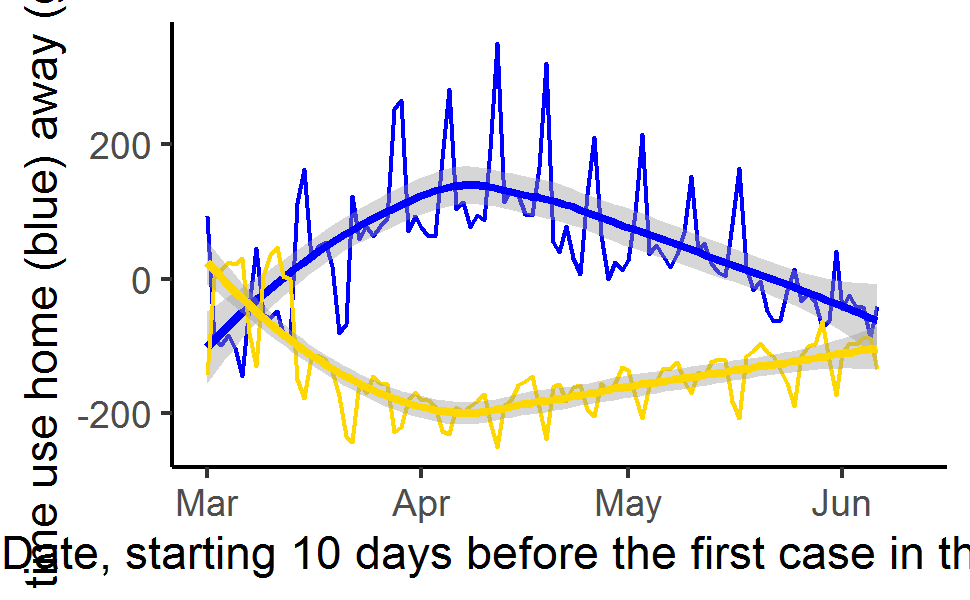 time use home (blue) away (
200
0
-200
Mar Apr May Jun
Date, starting 10 days before the first case in th